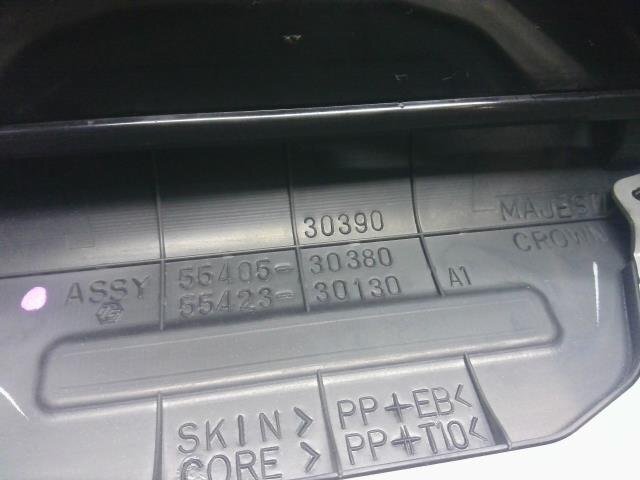 30390 MAJEST
ASSY 55405-30380 CROWN
55423-30130 A1
SKIN> PP+EB<
CORE> PP+T10<